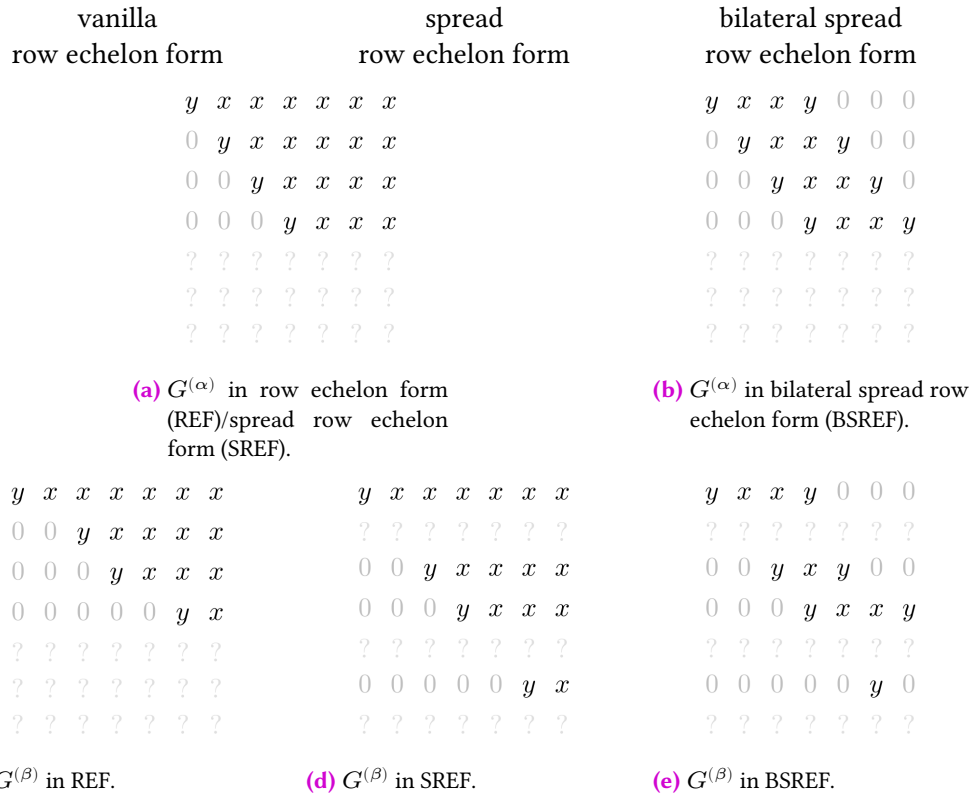 vanilla
row echelon form
spread
row echelon form
bilateral spread
row echelon form
y x x x x x x
0 y x x x x x
0 0 y x x x x
0 0 0 y x x x
? ? ? ? ? ? ?
? ? ? ? ? ? ?
? ? ? ? ? ? ?
(a) G^(α) in row echelon form
(REF)/spread row echelon
form (SREF).
y x x y 0 0 0
0 y x x y 0 0
0 0 y x x y 0
0 0 0 y x x y
? ? ? ? ? ? ?
? ? ? ? ? ? ?
? ? ? ? ? ? ?
(b) G^(α) in bilateral spread row
echelon form (BSREF).
y x x x x x x
0 0 y x x x x
0 0 0 y x x x
0 0 0 0 0 y x
? ? ? ? ? ? ?
? ? ? ? ? ? ?
? ? ? ? ? ? ?
G^(β) in REF.
y x x x x x x
? ? ? ? ? ? ?
0 0 y x x x x
0 0 0 y x x x
? ? ? ? ? ? ?
0 0 0 0 0 y x
? ? ? ? ? ? ?
(d) G^(β) in SREF.
y x x y 0 0 0
? ? ? ? ? ? ?
0 0 y x y 0 0
0 0 0 y x x y
? ? ? ? ? ? ?
0 0 0 0 0 y 0
? ? ? ? ? ? ?
(e) G^(β) in BSREF.